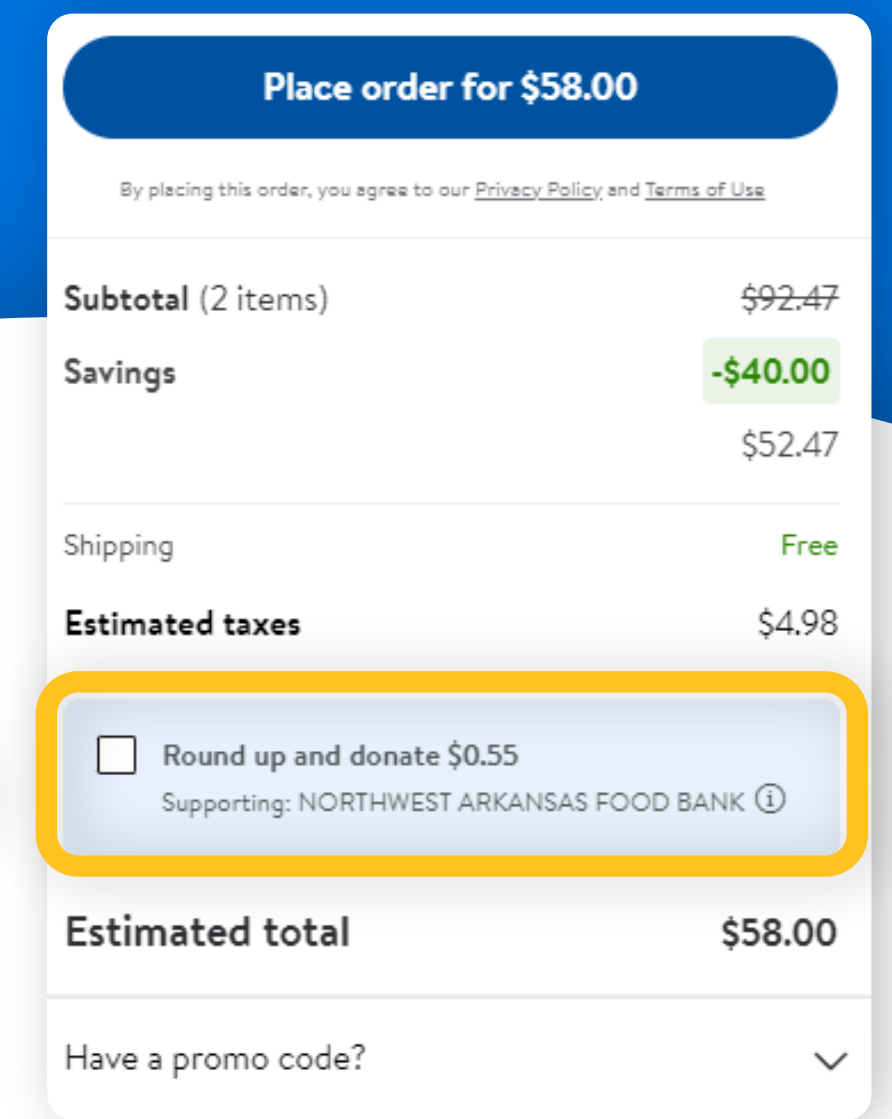 Place order for $58.00
By placing this order, you agree to our Privacy Policy and Terms of Use
Subtotal (2 items) $92.47
Savings -$40.00
$52.47
Shipping Free
Estimated taxes $4.98
Round up and donate $0.55
Supporting: NORTHWEST ARKANSAS FOOD BANK
Estimated total $58.00
Have a promo code?